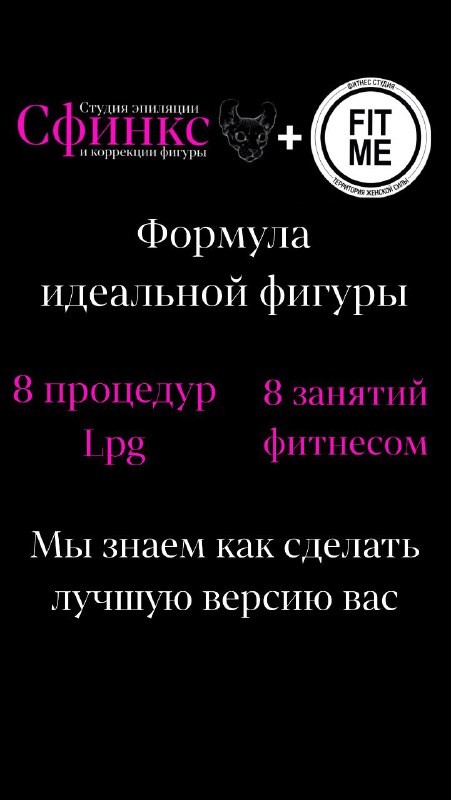 Студия эпиляции
Сфинкс
и коррекции фигуры
+
ФИТНЕС СТУДИЯ
FIT
ME
ТЕРРИТОРИЯ ЖЕНСКОЙ СИЛЫ
Формула
идеальной фигуры
8 процедур
Lpg
8 занятий
фитнесом
Мы знаем как сделать
лучшую версию вас